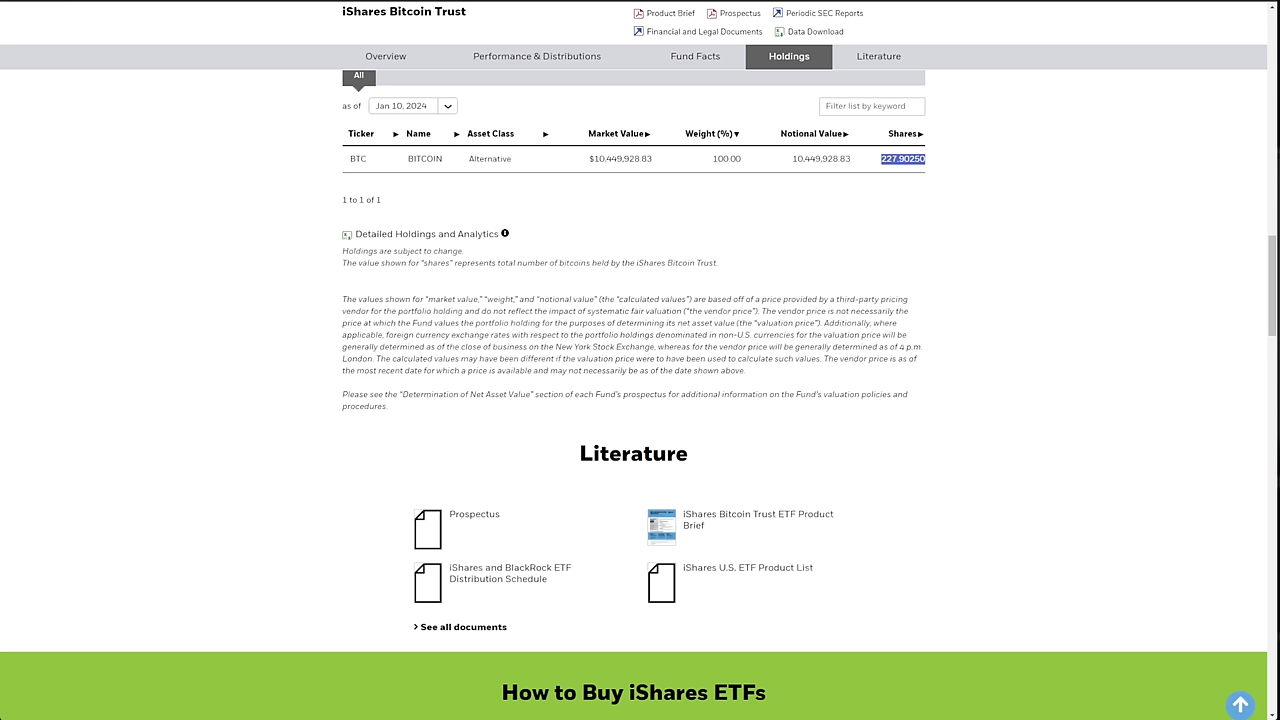 iShares Bitcoin Trust
Product Brief
Prospectus
Periodic SEC Reports
Financial and Legal Documents
Data Download
Overview
Performance & Distributions
Fund Facts
Holdings
Literature
All
as of
Jan 10, 2024
Filter list by keyword
Ticker Name Asset Class Market Value Weight (%) Notional Value Shares
BTC BITCOIN Alternative $10,449,928.83 100.00 10,449,928.83 227.90250
1 to 1 of 1
Detailed Holdings and Analytics
Holdings are subject to change.
The value shown for "shares" represents total number of bitcoins held by the iShares Bitcoin Trust.
The values shown for "market value," "weight," and "notional value" (the "calculated values") are based off of a price provided by a third-party pricing
vendor for the portfolio holding and do not reflect the impact of systematic fair valuation ("the vendor price"). The vendor price is not necessarily the
price at which the Fund values the portfolio holding for the purposes of determining its net asset value (the "valuation price"). Additionally, where
applicable, foreign currency exchange rates with respect to the portfolio holdings denominated in non-U.S. currencies for the valuation price will be
generally determined as of the close of business on the New York Stock Exchange, whereas for the vendor price will be generally determined as of 4 p.m.
London. The calculated values may have been different if the valuation price were to have been used to calculate such values. The vendor price is as of
the most recent date for which a price is available and may not necessarily be as of the date shown above.
Please see the "Determination of Net Asset Value" section of each Fund's prospectus for additional information on the Fund's valuation policies and
procedures.
Literature
Prospectus
iShares Bitcoin Trust ETF Product
Brief
iShares and BlackRock ETF
Distribution Schedule
iShares U.S. ETF Product List
> See all documents
How to Buy iShares ETFs